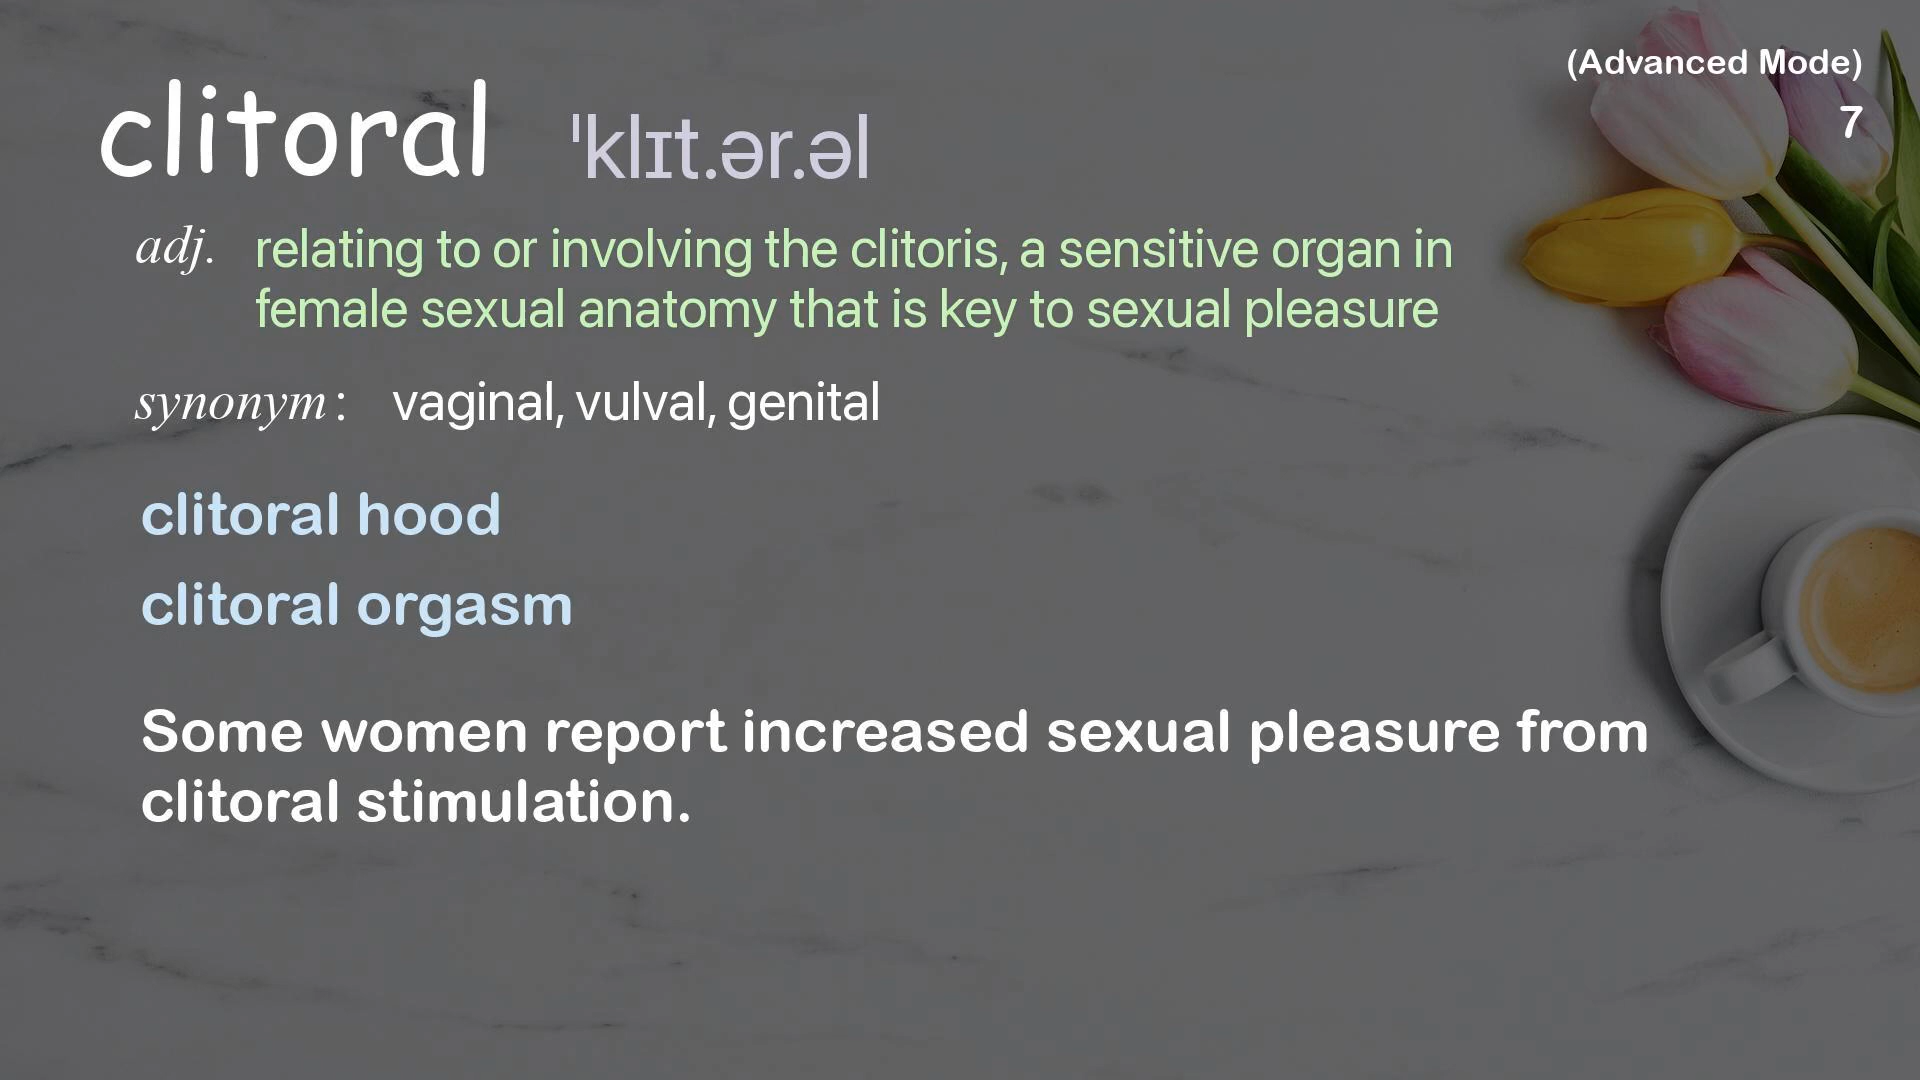 (Advanced Mode)
7
clitoral ˈklɪt.ər.əl
adj. relating to or involving the clitoris, a sensitive organ in
female sexual anatomy that is key to sexual pleasure
synonym: vaginal, vulval, genital
clitoral hood
clitoral orgasm
Some women report increased sexual pleasure from
clitoral stimulation.